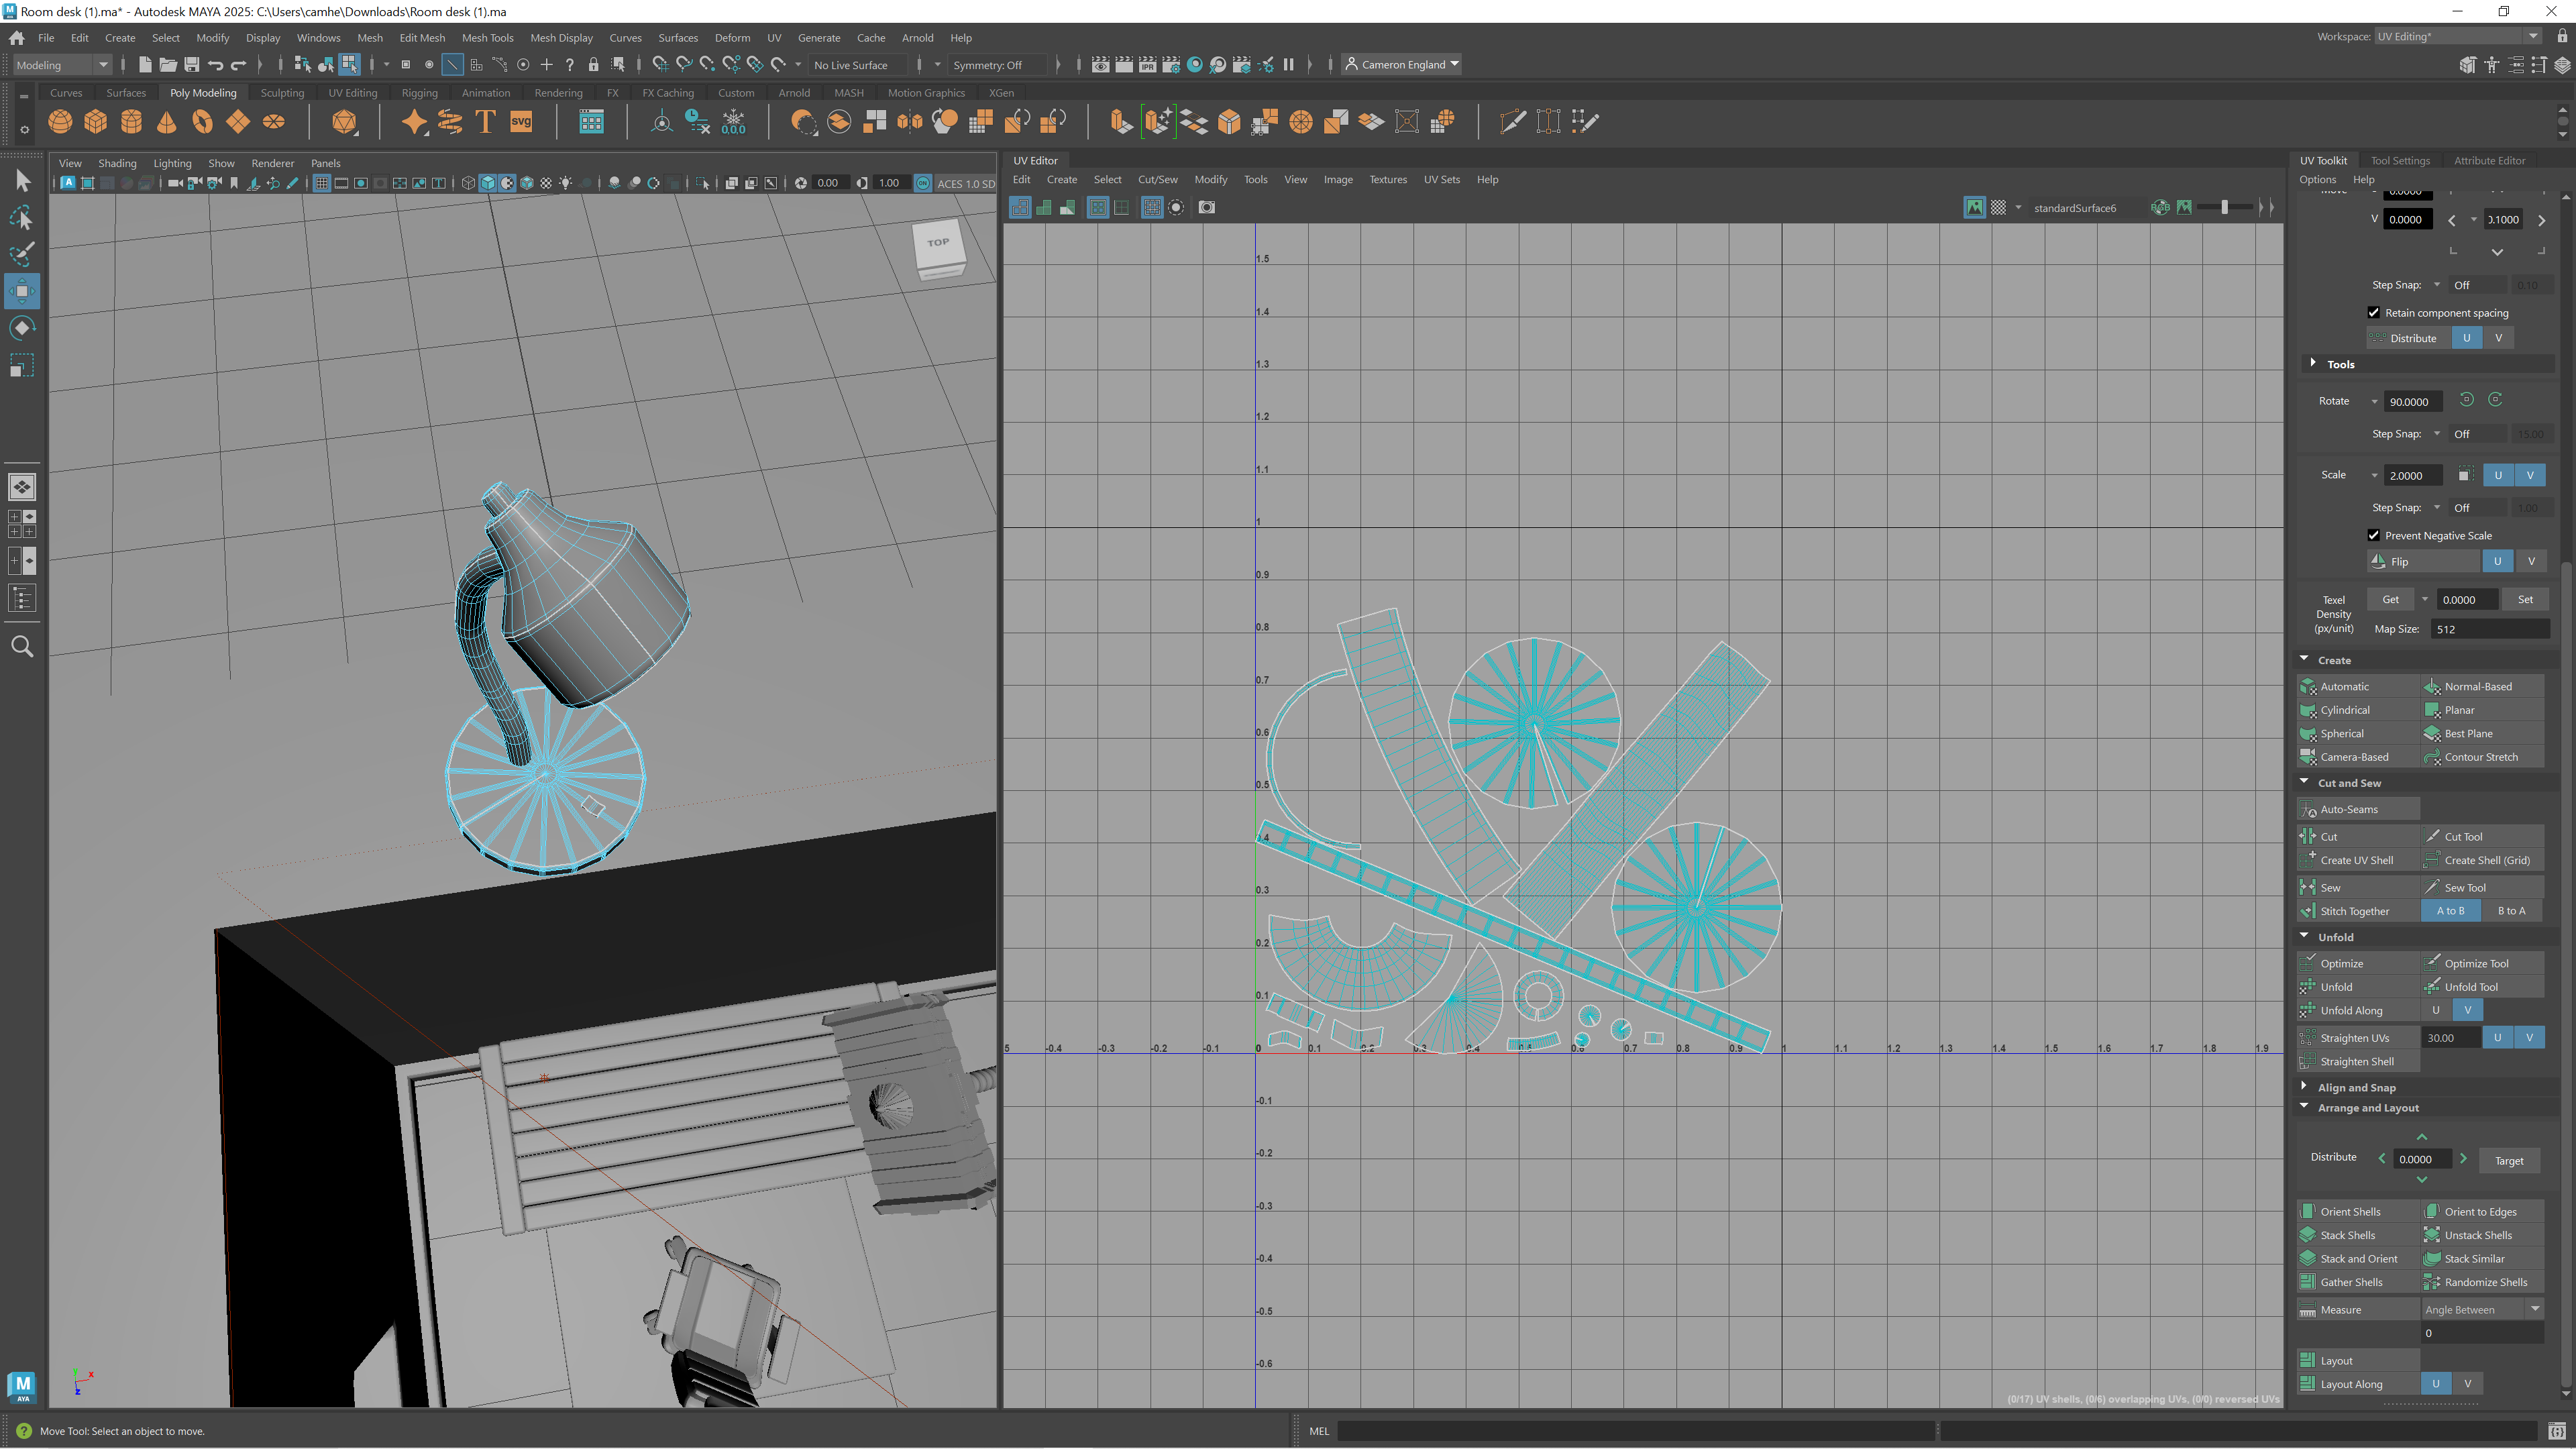 Room desk (1).ma* - Autodesk MAYA 2025: C:\Users\camhe\Downloads\Room desk (1).ma
File Edit Create Select Modify Display Windows Mesh Edit Mesh Mesh Tools Mesh Display Curves Surfaces Deform UV Generate Cache Arnold Help
Workspace: UV Editing*
Modeling
No Live Surface
Symmetry: Off
Cameron England
Curves Surfaces Poly Modeling Sculpting UV Editing Rigging Animation Rendering FX FX Caching Custom Arnold MASH Motion Graphics XGen
T svg 0,0,0
View Shading Lighting Show Renderer Panels
0.00 1.00 ON ACES 1.0 SD
TOP
UV Editor
Edit Create Select Cut/Sew Modify Tools View Image Textures UV Sets Help
standardSurface6
1.5
1.4
1.3
1.2
1.1
1
0.9
0.8
0.7
0.6
0.5
0.4
0.3
0.2
0.1
5 -0.4 -0.3 -0.2 -0.1 0 0.1 0.2 0.3 0.4 0.5 0.6 0.7 0.8 0.9 1 1.1 1.2 1.3 1.4 1.5 1.6 1.7 1.8 1.9
-0.1
-0.2
-0.3
-0.4
-0.5
-0.6
(0/17) UV shells, (0/6) overlapping UVs, (0/0) reversed UVs
UV Toolkit Tool Settings Attribute Editor
Options Help
V 0.0000
Step Snap: Off 0.10
Retain component spacing
Distribute U V
Tools
Rotate 90.0000
Step Snap: Off 15.00
Scale 2.0000 U V
Step Snap: Off 1.00
Prevent Negative Scale
Flip U V
Texel Density (px/unit) Get 0.0000 Set
Map Size: 512
Create
Automatic Normal-Based
Cylindrical Planar
Spherical Best Plane
Camera-Based Contour Stretch
Cut and Sew
Auto-Seams
Cut Cut Tool
Create UV Shell Create Shell (Grid)
Sew Sew Tool
Stitch Together A to B B to A
Unfold
Optimize Optimize Tool
Unfold Unfold Tool
Unfold Along U V
Straighten UVs 30.00 U V
Straighten Shell
Align and Snap
Arrange and Layout
Distribute 0.0000 Target
Orient Shells Orient to Edges
Stack Shells Unstack Shells
Stack and Orient Stack Similar
Gather Shells Randomize Shells
Measure Angle Between
0
Layout
Layout Along U V
x
z
M
AYA
Move Tool: Select an object to move.
MEL